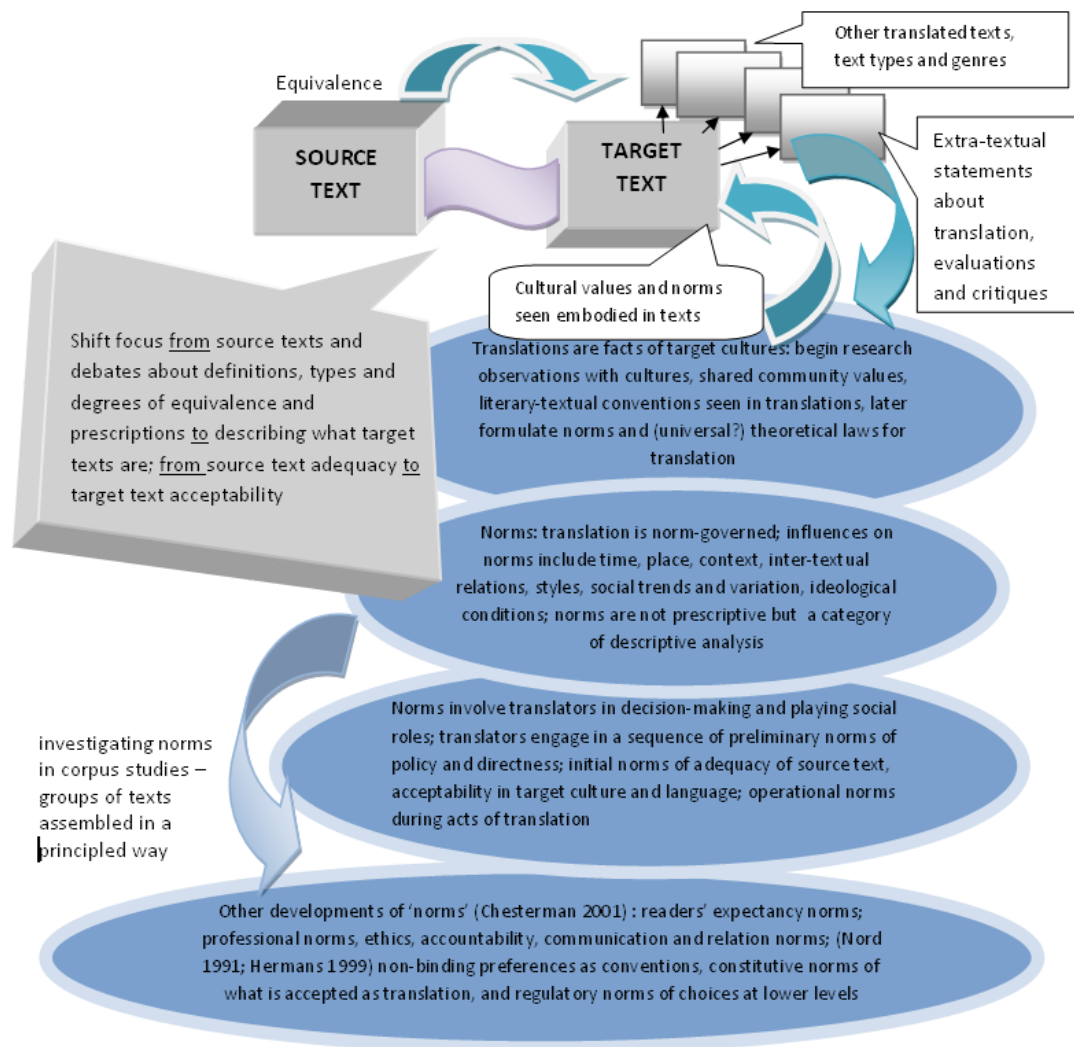 Other translated texts,
text types and genres
Equivalence
SOURCE
TEXT
TARGET
TEXT
Extra-textual
statements
about
translation,
evaluations
and critiques
Cultural values and norms
seen embodied in texts
Shift focus from source texts and
debates about definitions, types and
degrees of equivalence and
prescriptions to describing what target
texts are; from source text adequacy to
target text acceptability
Translations are facts of target cultures: begin research
observations with cultures, shared community values,
literary-textual conventions seen in translations, later
formulate norms and (universal?) theoretical laws for
translation
Norms: translation is norm-governed; influences on
norms include time, place, context, inter-textual
relations, styles, social trends and variation, ideological
conditions; norms are not prescriptive but a category
of descriptive analysis
Norms involve translators in decision-making and playing social
roles; translators engage in a sequence of preliminary norms of
policy and directness; initial norms of adequacy of source text,
acceptability in target culture and language; operational norms
during acts of translation
investigating norms
in corpus studies –
groups of texts
assembled in a
principled way
Other developments of ‘norms’ (Chesterman 2001) : readers’ expectancy norms;
professional norms, ethics, accountability, communication and relation norms; (Nord
1991; Hermans 1999) non-binding preferences as conventions, constitutive norms of
what is accepted as translation, and regulatory norms of choices at lower levels